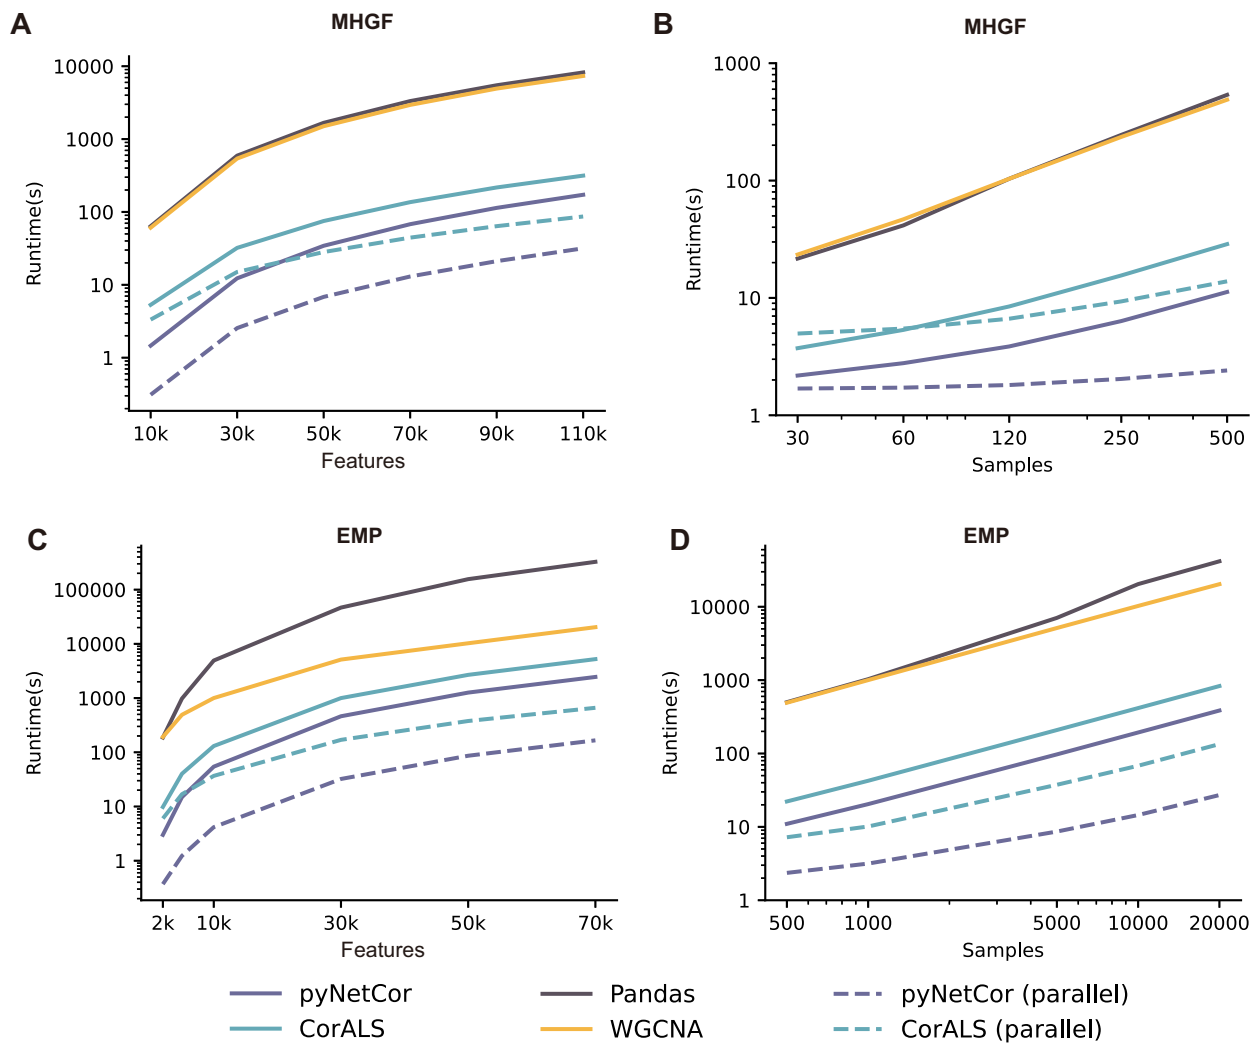 A
MHGF
10000
1000
100
10
1
Runtime(s)
10k 30k 50k 70k 90k 110k
Features
B
MHGF
1000
100
10
1
Runtime(s)
30 60 120 250 500
Samples
C
EMP
100000
10000
1000
100
10
1
Runtime(s)
2k 10k 30k 50k 70k
Features
D
EMP
10000
1000
100
10
1
Runtime(s)
500 1000 5000 10000 20000
Samples
pyNetCor Pandas pyNetCor (parallel)
CorALS WGCNA CorALS (parallel)